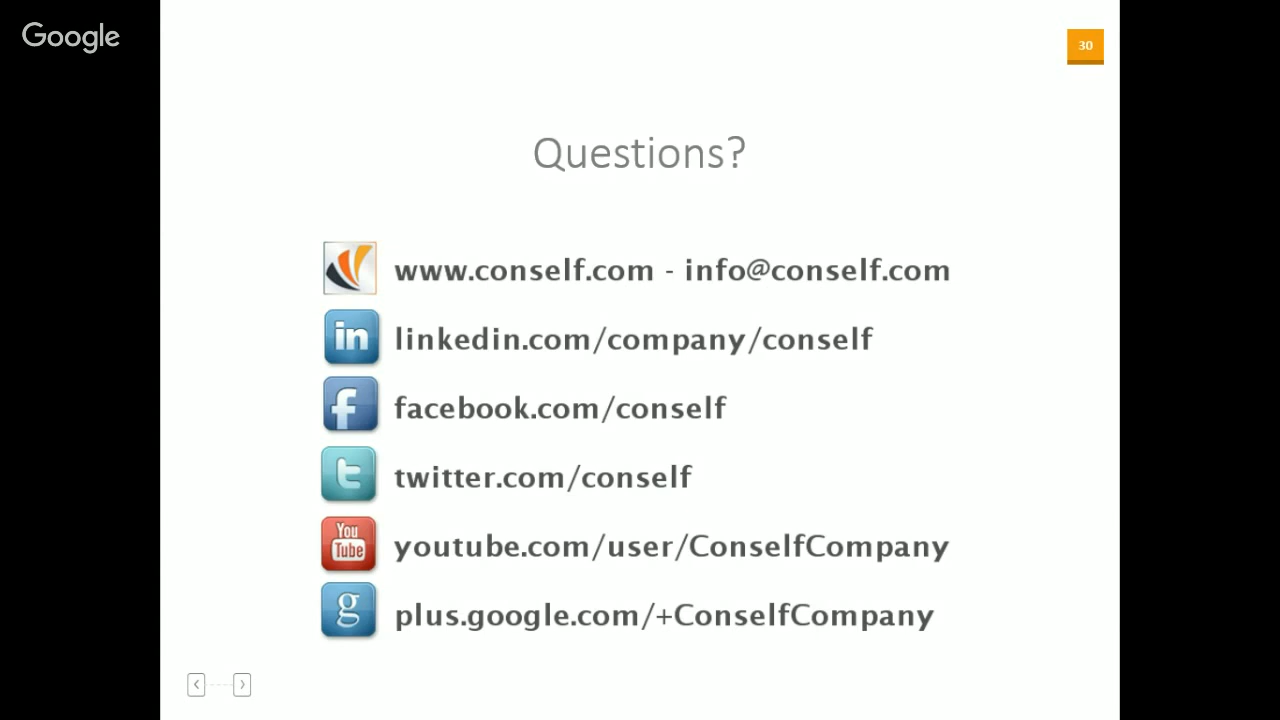 Google
30
Questions?
www.conself.com - info@conself.com
in linkedin.com/company/conself
f facebook.com/conself
t twitter.com/conself
You
Tube youtube.com/user/ConselfCompany
g plus.google.com/+ConselfCompany